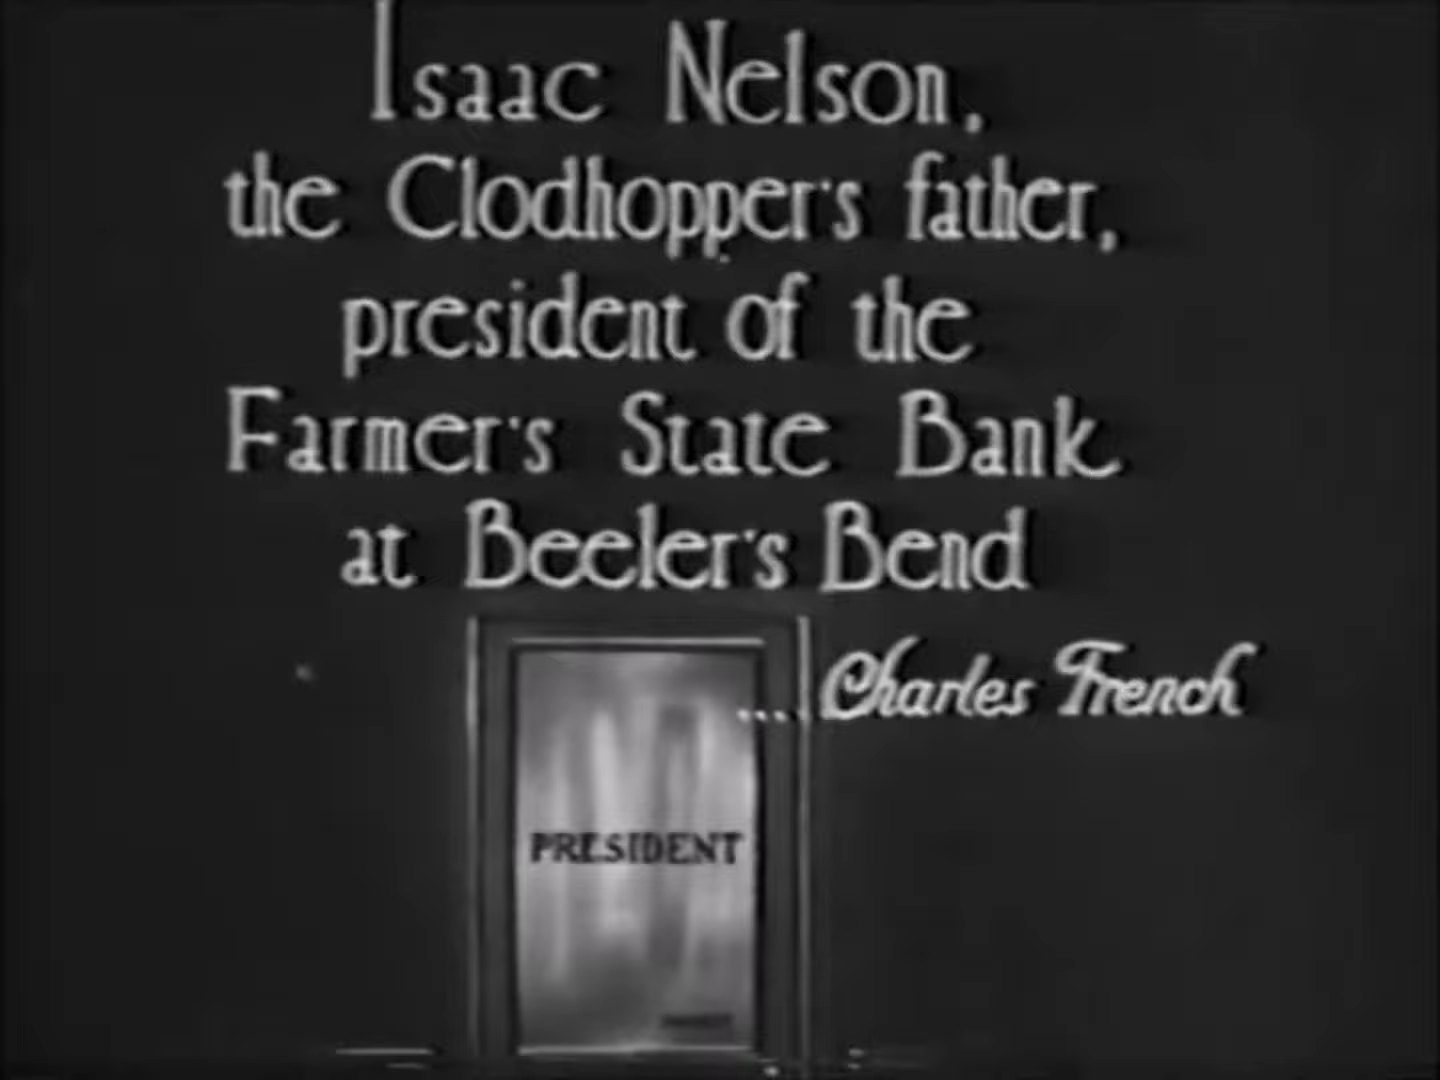 Isaac Nelson,
the Clodhopper's father,
president of the
Farmer's State Bank
at Beeler's Bend
....Charles French
PRESIDENT